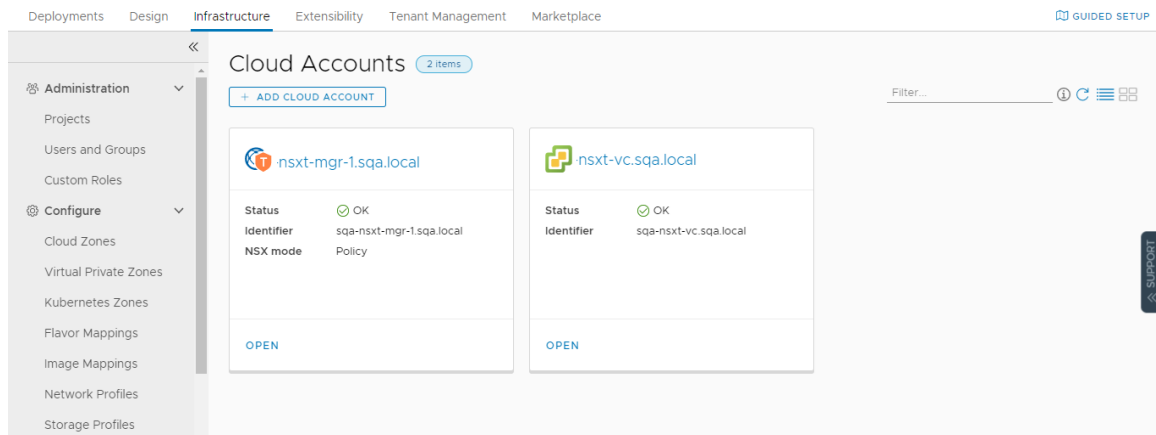 Deployments Design Infrastructure Extensibility Tenant Management Marketplace GUIDED SETUP
Administration
Projects
Users and Groups
Custom Roles
Configure
Cloud Zones
Virtual Private Zones
Kubernetes Zones
Flavor Mappings
Image Mappings
Network Profiles
Storage Profiles
Cloud Accounts 2 items
+ ADD CLOUD ACCOUNT
Filter...
T
-nsxt-mgr-1.sqa.local
Status OK
Identifier sqa-nsxt-mgr-1.sqa.local
NSX mode Policy
OPEN
-nsxt-vc.sqa.local
Status OK
Identifier sqa-nsxt-vc.sqa.local
OPEN
SUPPORT